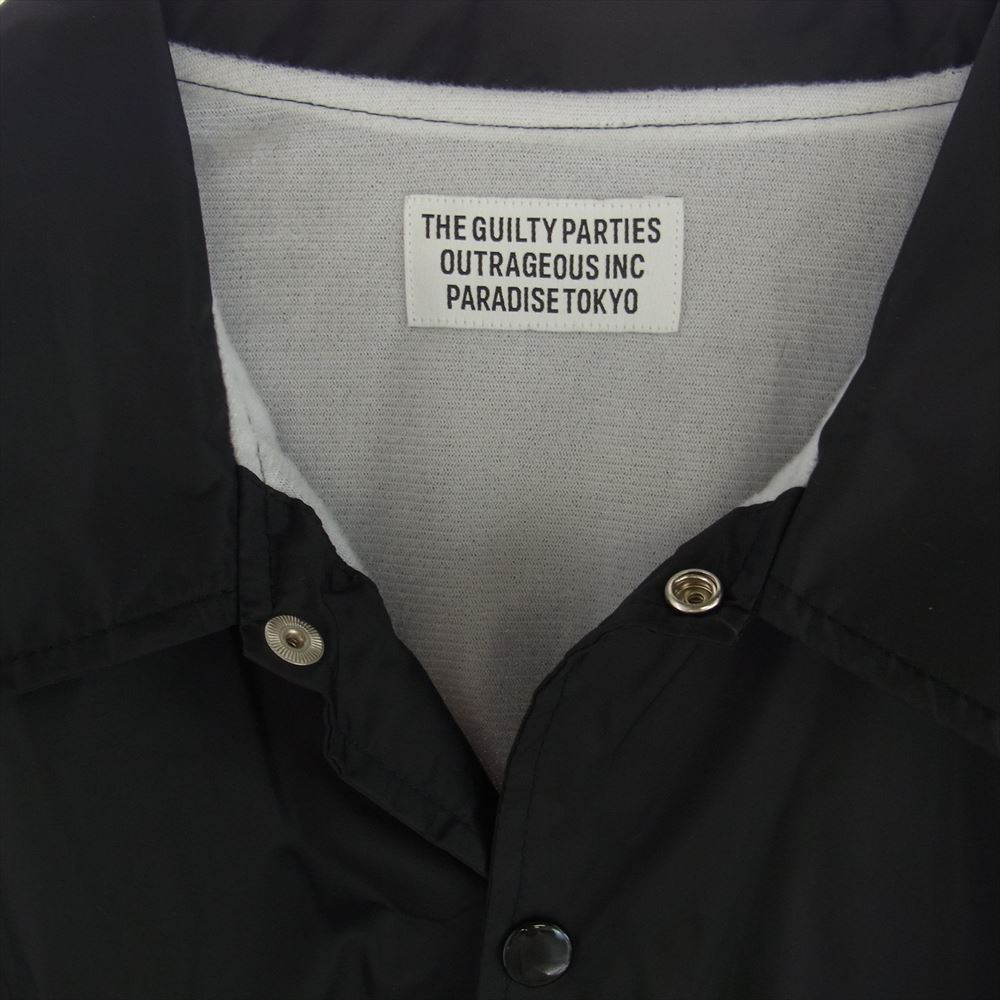 THE GUILTY PARTIES
OUTRAGEOUS INC
PARADISE TOKYO